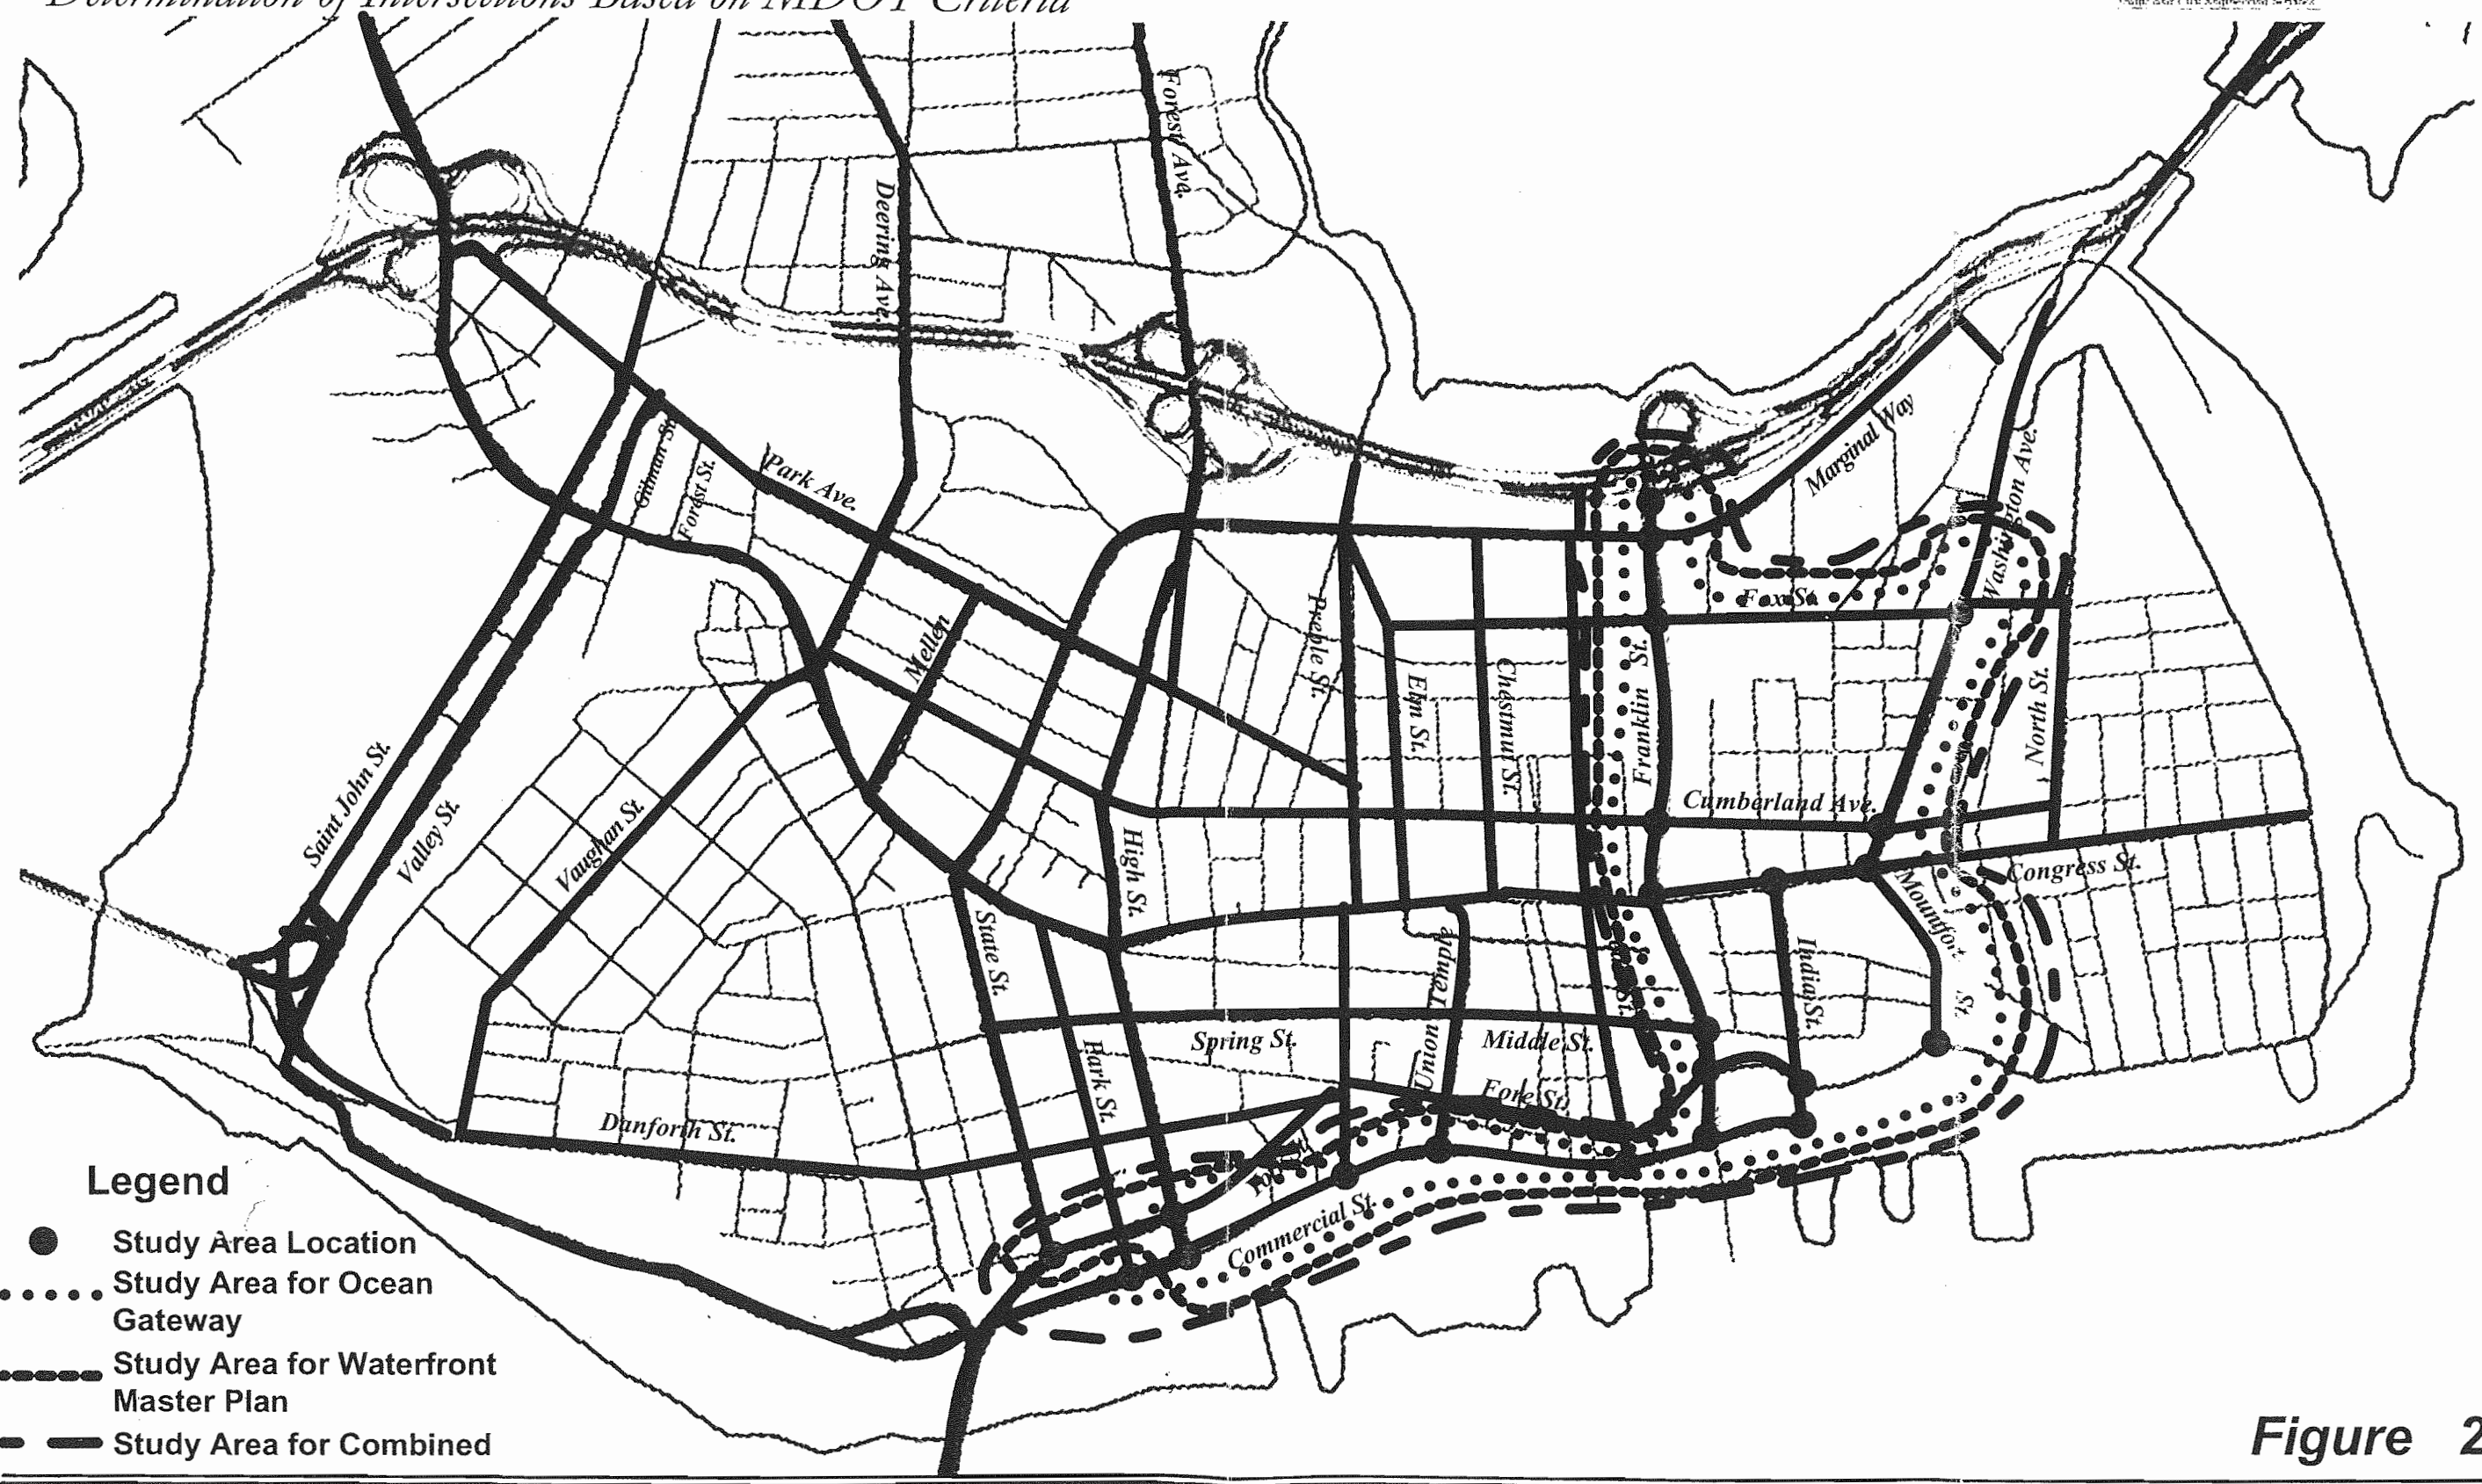 Determination of Intersections Based on MDOT Criteria
Forest Ave.
Deering Ave.
Gilman St.
Forest St.
Park Ave.
Marginal Way
Washington Ave.
Fox St.
Mellen
Preble St.
Elm St.
Chestnut St.
Franklin St.
North St.
Saint John St.
Valley St.
Vaughan St.
Cumberland Ave.
High St.
Congress St.
Mountfort St.
State St.
Temple
India St.
Spring St.
Middle St.
Park St.
Union
Fore St.
Danforth St.
Commercial St.
Legend
Study Area Location
Study Area for Ocean
Gateway
Study Area for Waterfront
Master Plan
Study Area for Combined
Figure 2